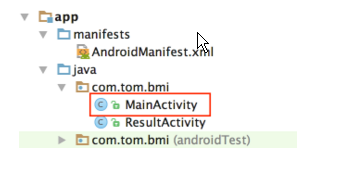 app
manifests
AndroidManifest.xml
java
com.tom.bmi
MainActivity
ResultActivity
com.tom.bmi (androidTest)